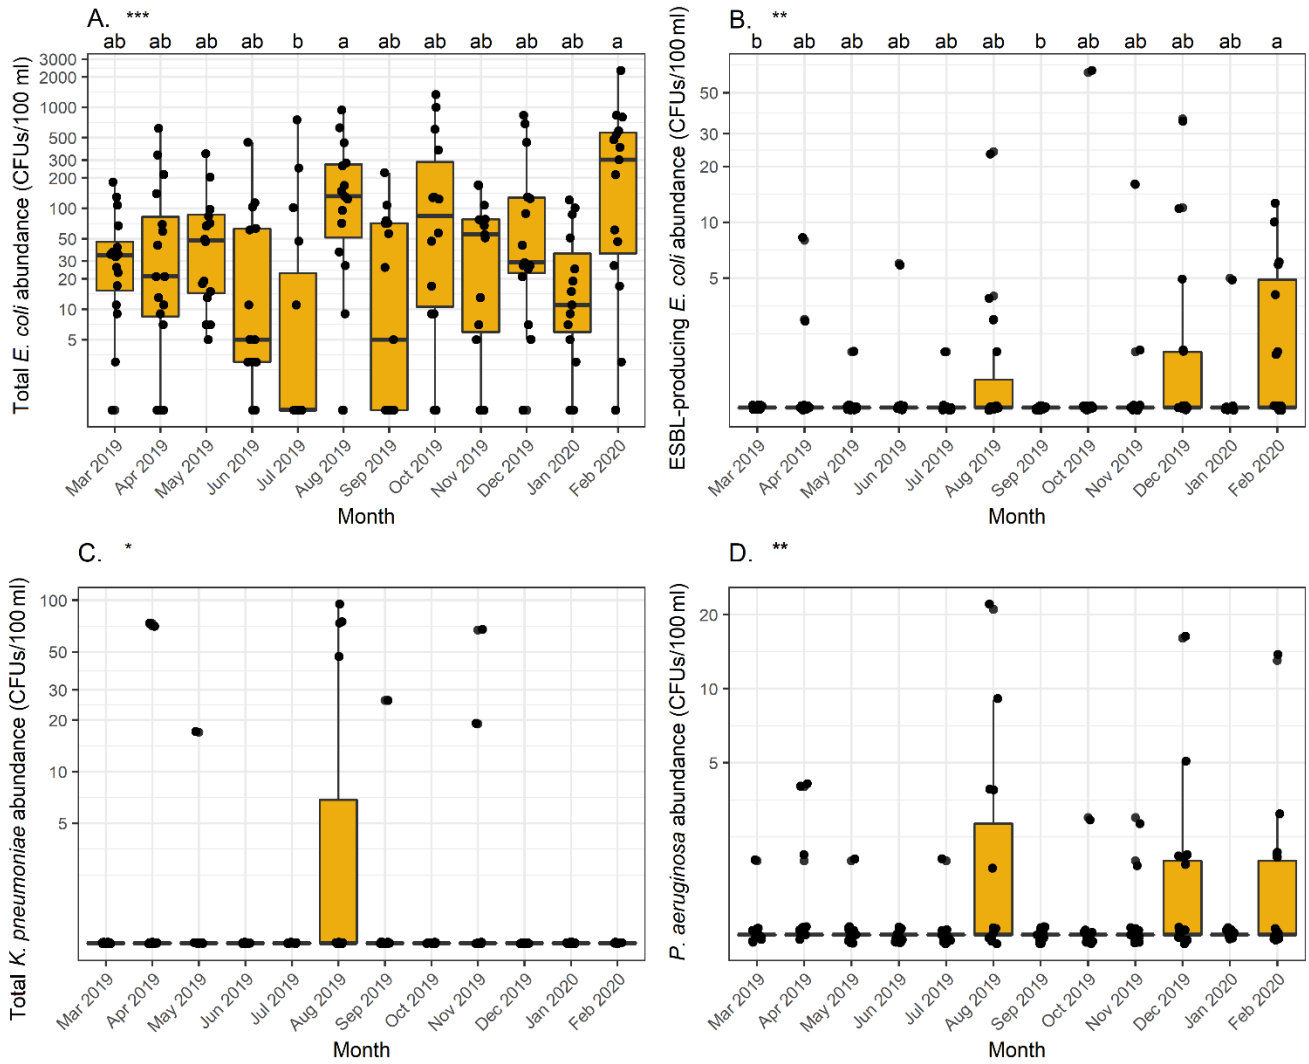 A. ***
ab ab ab ab b a ab ab ab ab ab a
Total E. coli abundance (CFUs/100 ml)
3000
2000
1000
500
300
200
100
50
30
20
10
5
Mar 2019 Apr 2019 May 2019 Jun 2019 Jul 2019 Aug 2019 Sep 2019 Oct 2019 Nov 2019 Dec 2019 Jan 2020 Feb 2020
Month
B. **
b ab ab ab ab ab b ab ab ab ab a
ESBL-producing E. coli abundance (CFUs/100 ml)
50
30
20
10
5
Mar 2019 Apr 2019 May 2019 Jun 2019 Jul 2019 Aug 2019 Sep 2019 Oct 2019 Nov 2019 Dec 2019 Jan 2020 Feb 2020
Month
C. *
Total K. pneumoniae abundance (CFUs/100 ml)
100
50
30
20
10
5
Mar 2019 Apr 2019 May 2019 Jun 2019 Jul 2019 Aug 2019 Sep 2019 Oct 2019 Nov 2019 Dec 2019 Jan 2020 Feb 2020
Month
D. **
P. aeruginosa abundance (CFUs/100 ml)
20
10
5
Mar 2019 Apr 2019 May 2019 Jun 2019 Jul 2019 Aug 2019 Sep 2019 Oct 2019 Nov 2019 Dec 2019 Jan 2020 Feb 2020
Month